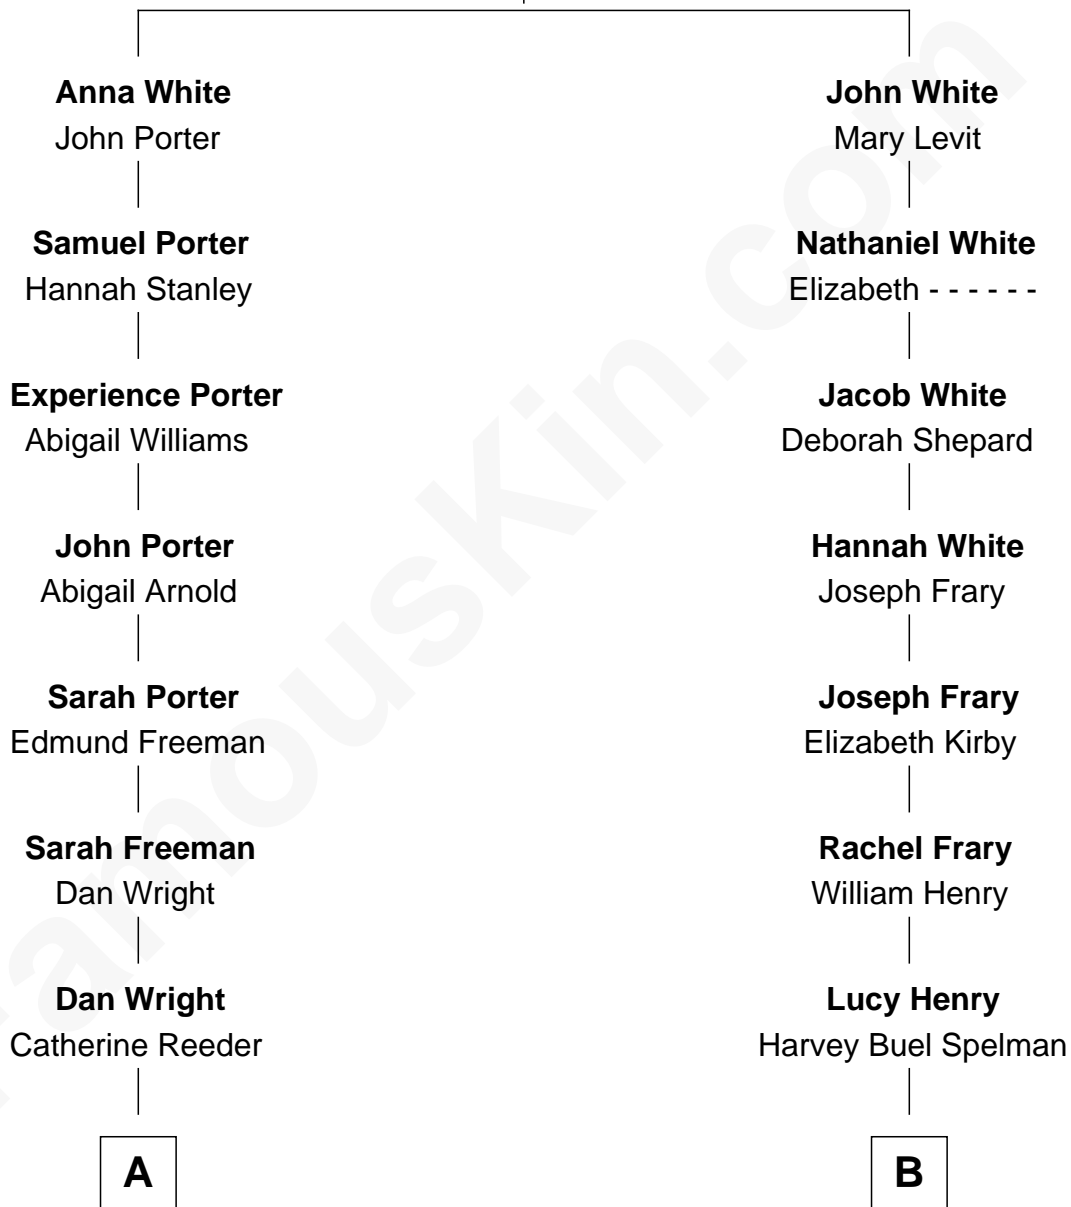 Anna White
John Porter
Samuel Porter
Hannah Stanley
Experience Porter
Abigail Williams
John Porter
Abigail Arnold
Sarah Porter
Edmund Freeman
Sarah Freeman
Dan Wright
Dan Wright
Catherine Reeder
A
John White
Mary Levit
Nathaniel White
Elizabeth - - - - - -
Jacob White
Deborah Shepard
Hannah White
Joseph Frary
Joseph Frary
Elizabeth Kirby
Rachel Frary
William Henry
Lucy Henry
Harvey Buel Spelman
B
FamousKin.com